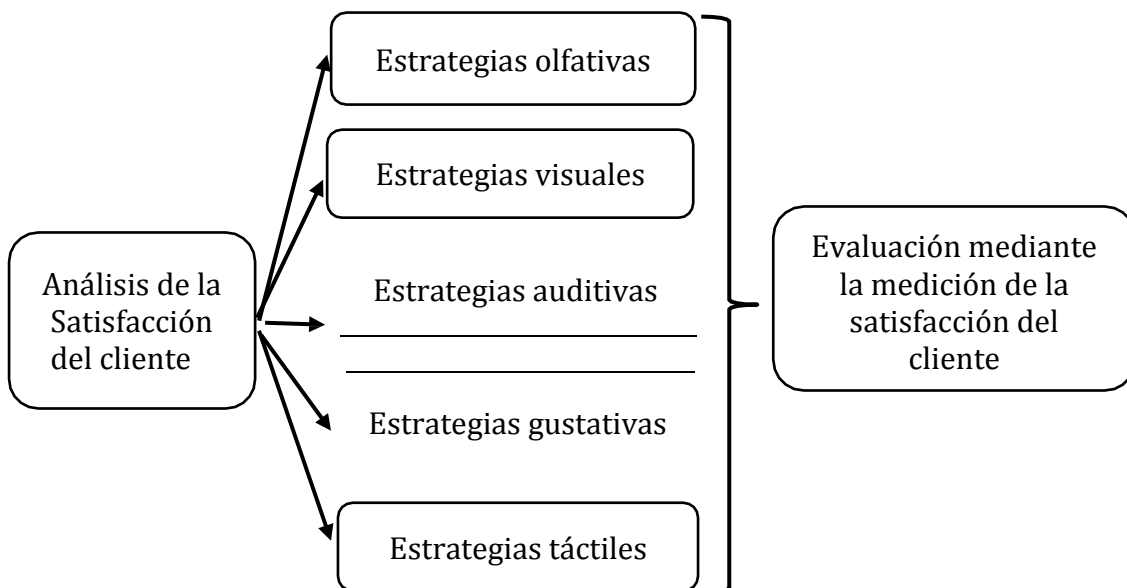 Estrategias olfativas
Estrategias visuales
Análisis de la
Satisfacción
del cliente
Estrategias auditivas
Estrategias gustativas
Estrategias táctiles
Evaluación mediante
la medición de la
satisfacción del
cliente